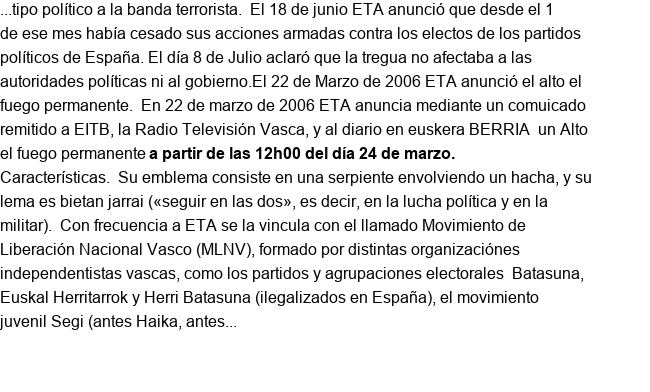 ...tipo político a la banda terrorista.  El 18 de junio ETA anunció que desde el 1
de ese mes había cesado sus acciones armadas contra los electos de los partidos
políticos de España. El día 8 de Julio aclaró que la tregua no afectaba a las
autoridades políticas ni al gobierno.El 22 de Marzo de 2006 ETA anunció el alto el
fuego permanente.  En 22 de marzo de 2006 ETA anuncia mediante un comuicado
remitido a EITB, la Radio Televisión Vasca, y al diario en euskera BERRIA  un Alto
el fuego permanente a partir de las 12h00 del día 24 de marzo.
Características.  Su emblema consiste en una serpiente envolviendo un hacha, y su
lema es bietan jarrai («seguir en las dos», es decir, en la lucha política y en la
militar).  Con frecuencia a ETA se la vincula con el llamado Movimiento de
Liberación Nacional Vasco (MLNV), formado por distintas organizaciónes
independentistas vascas, como los partidos y agrupaciones electorales  Batasuna,
Euskal Herritarrok y Herri Batasuna (ilegalizados en España), el movimiento
juvenil Segi (antes Haika, antes...